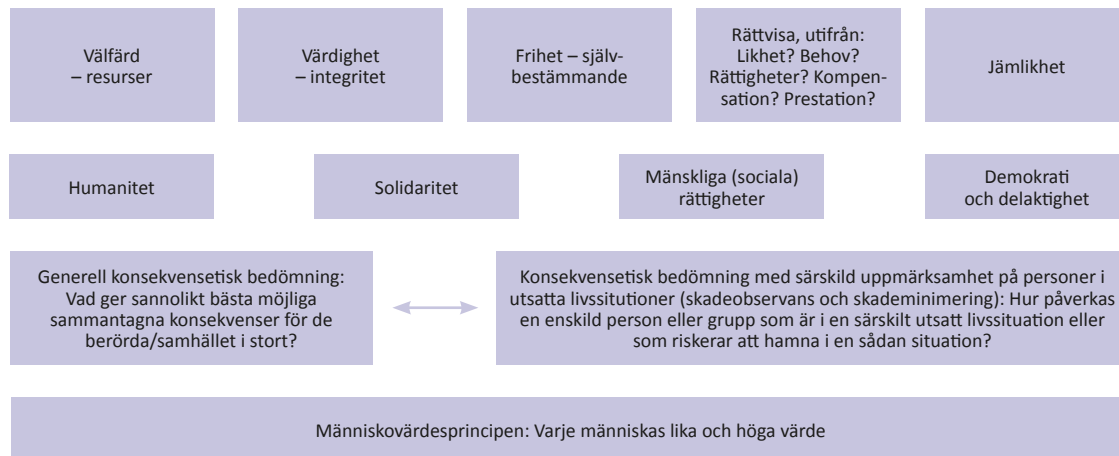 Välfärd
– resurser
Värdighet
– integritet
Frihet – själv-
bestämmande
Rättvisa, utifrån:
Likhet? Behov?
Rättigheter? Kompen-
sation? Prestation?
Jämlikhet
Humanitet
Solidaritet
Mänskliga (sociala)
rättigheter
Demokrati
och delaktighet
Generell konsekvensetisk bedömning:
Vad ger sannolikt bästa möjliga
sammantagna konsekvenser för de
berörda/samhället i stort?
Konsekvensetisk bedömning med särskild uppmärksamhet på personer i
utsatta livssitutioner (skadeobservans och skademinimering): Hur påverkas
en enskild person eller grupp som är i en särskilt utsatt livssituation eller
som riskerar att hamna i en sådan situation?
Människovärdesprincipen: Varje människas lika och höga värde